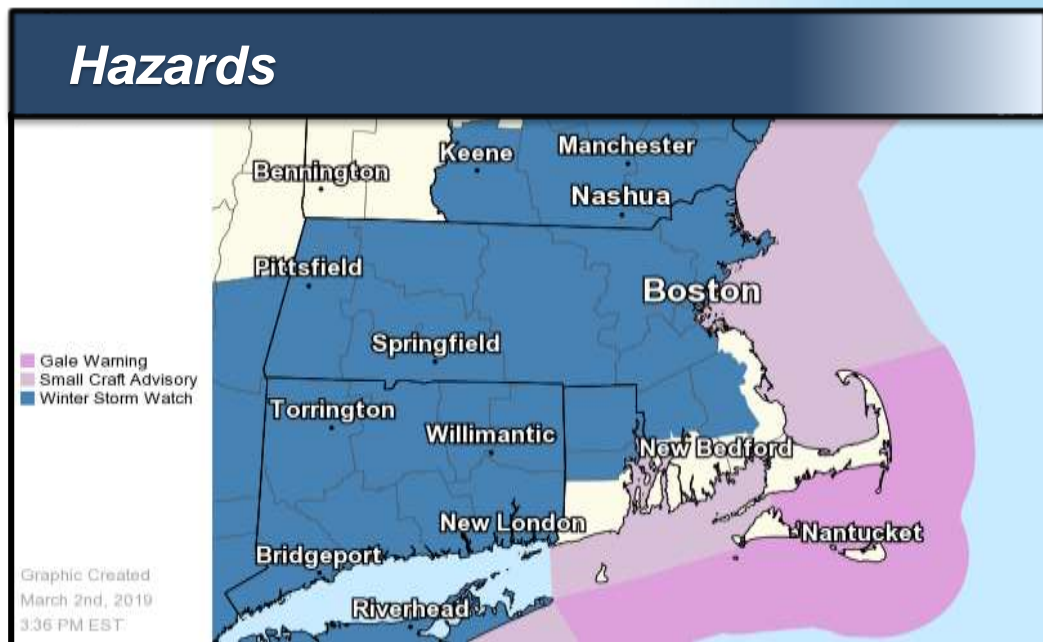 Hazards
Keene
Manchester
Bennington
Nashua
Pittsfield
Boston
Springfield
Gale Warning
Small Craft Advisory
Winter Storm Watch
Torrington
Willimantic
New Bedford
New London
Nantucket
Bridgeport
Riverhead
Graphic Created
March 2nd, 2019
3:36 PM EST